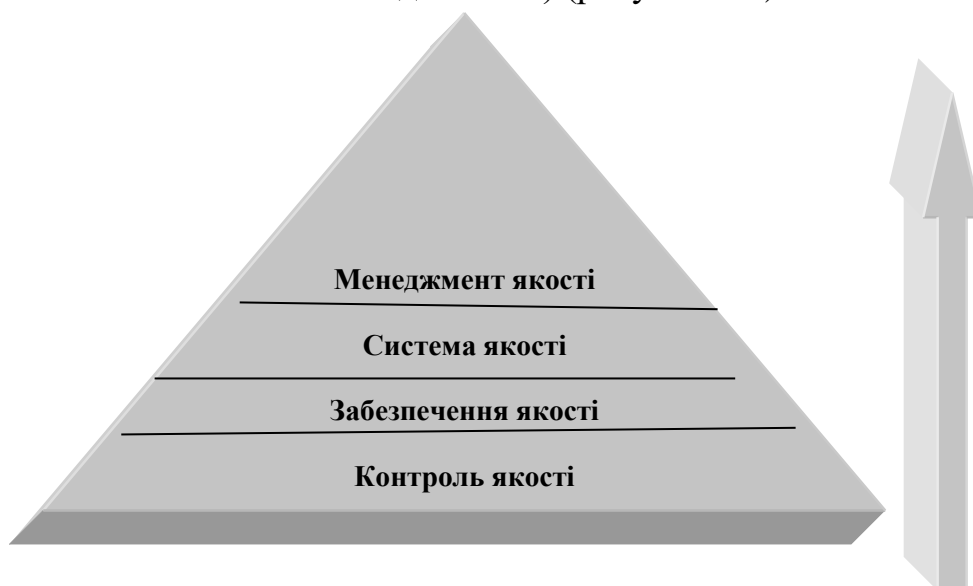 Менеджмент якості
Система якості
Забезпечення якості
Контроль якості